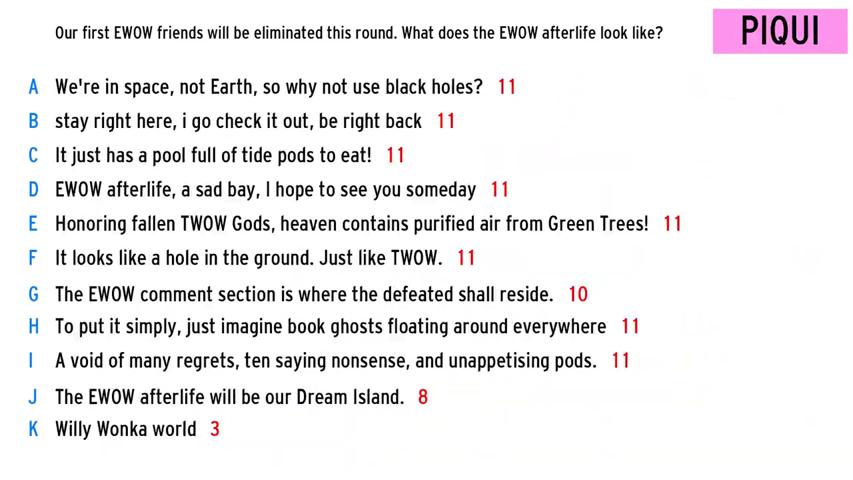 Our first EWOW friends will be eliminated this round. What does the EWOW afterlife look like?
PIQUI
A We're in space, not Earth, so why not use black holes? 11
B stay right here, i go check it out, be right back 11
C It just has a pool full of tide pods to eat! 11
D EWOW afterlife, a sad bay, I hope to see you someday 11
E Honoring fallen TWOW Gods, heaven contains purified air from Green Trees! 11
F It looks like a hole in the ground. Just like TWOW. 11
G The EWOW comment section is where the defeated shall reside. 10
H To put it simply, just imagine book ghosts floating around everywhere 11
I A void of many regrets, ten saying nonsense, and unappetising pods. 11
J The EWOW afterlife will be our Dream Island. 8
K Willy Wonka world 3